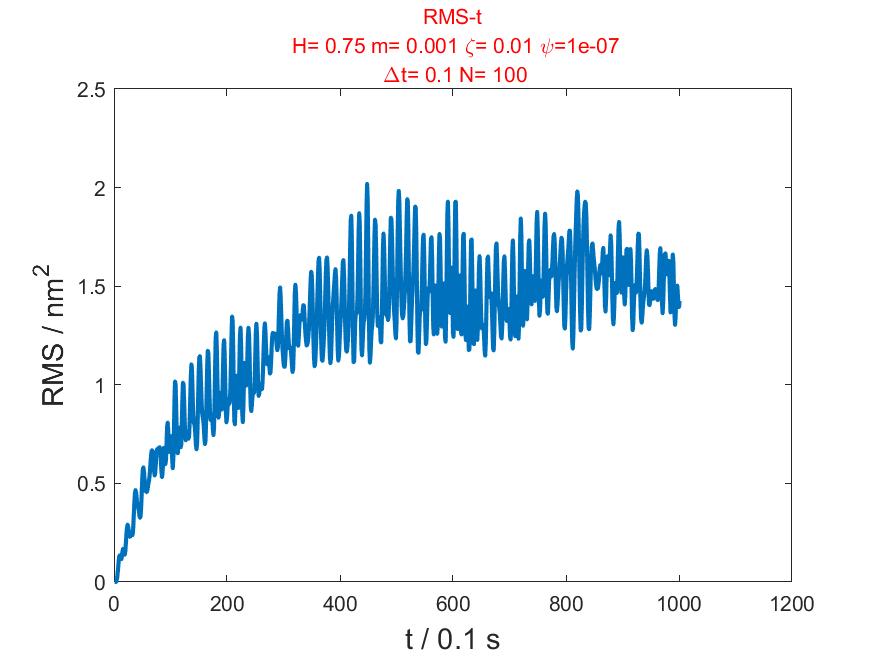 RMS-t
H= 0.75 m= 0.001 ζ= 0.01 ψ=1e-07
Δt= 0.1 N= 100
2.5
2
1.5
1
0.5
0
RMS / nm²
0 200 400 600 800 1000 1200
t / 0.1 s